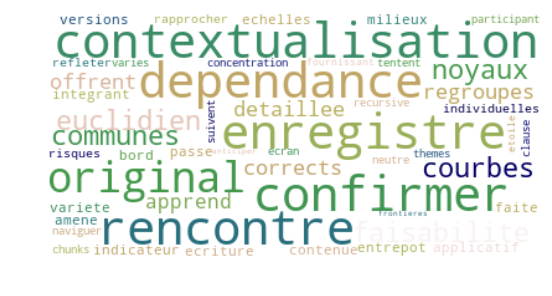 versions rapprocher echelles milieux participant
contextualisation
refleter varies concentration fournissant tentent
offrent dependance noyaux
integrant regroupes
euclidien detaillee recursive individuelles
communes suivent enregistre etoile clause
risques bord passe anticiper ecran neutre themes
original corrects courbes
variete apprend confirmer faite
amene rencontre frontieres
naviguer faisabilite
chunks indicateur ecriture contenue entrepot applicatif